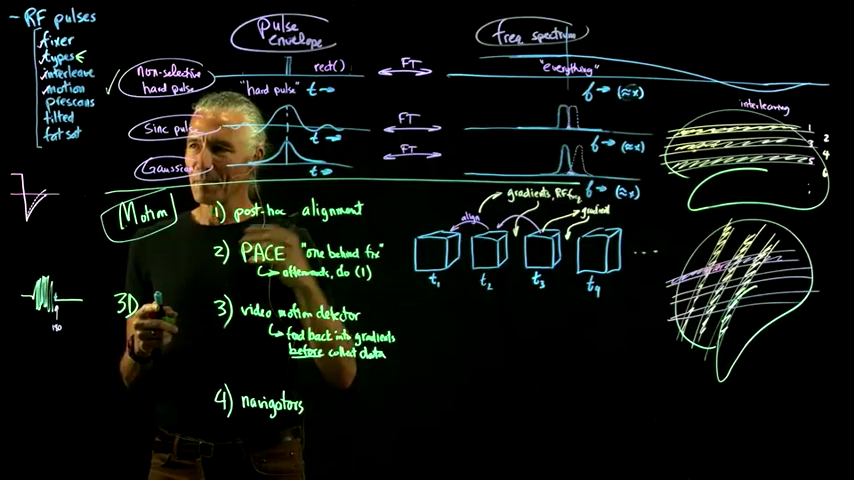 - RF pulses
fixer
types
interleave
motion
prescans
tilted
fat sat
pulse
envelope
freq spectrum
non-selective
hard pulse
rect()
"hard pulse"
t →
FT
"everything"
f → (≈x)
Sinc pulse
t →
FT
f → (≈x)
Gaussian
t →
FT
f → (≈x)
interleaving
1
2
3
4
5
6
Motion
1) post-hoc alignment
2) PACE "one behind fix"
↳ afterwards, do (1)
3D
3) video motion detector
↳ feed back into gradients
before collect data
4) navigators
180
gradients, RF freq
align
gradient
t₁ t₂ t₃ t₄ ...